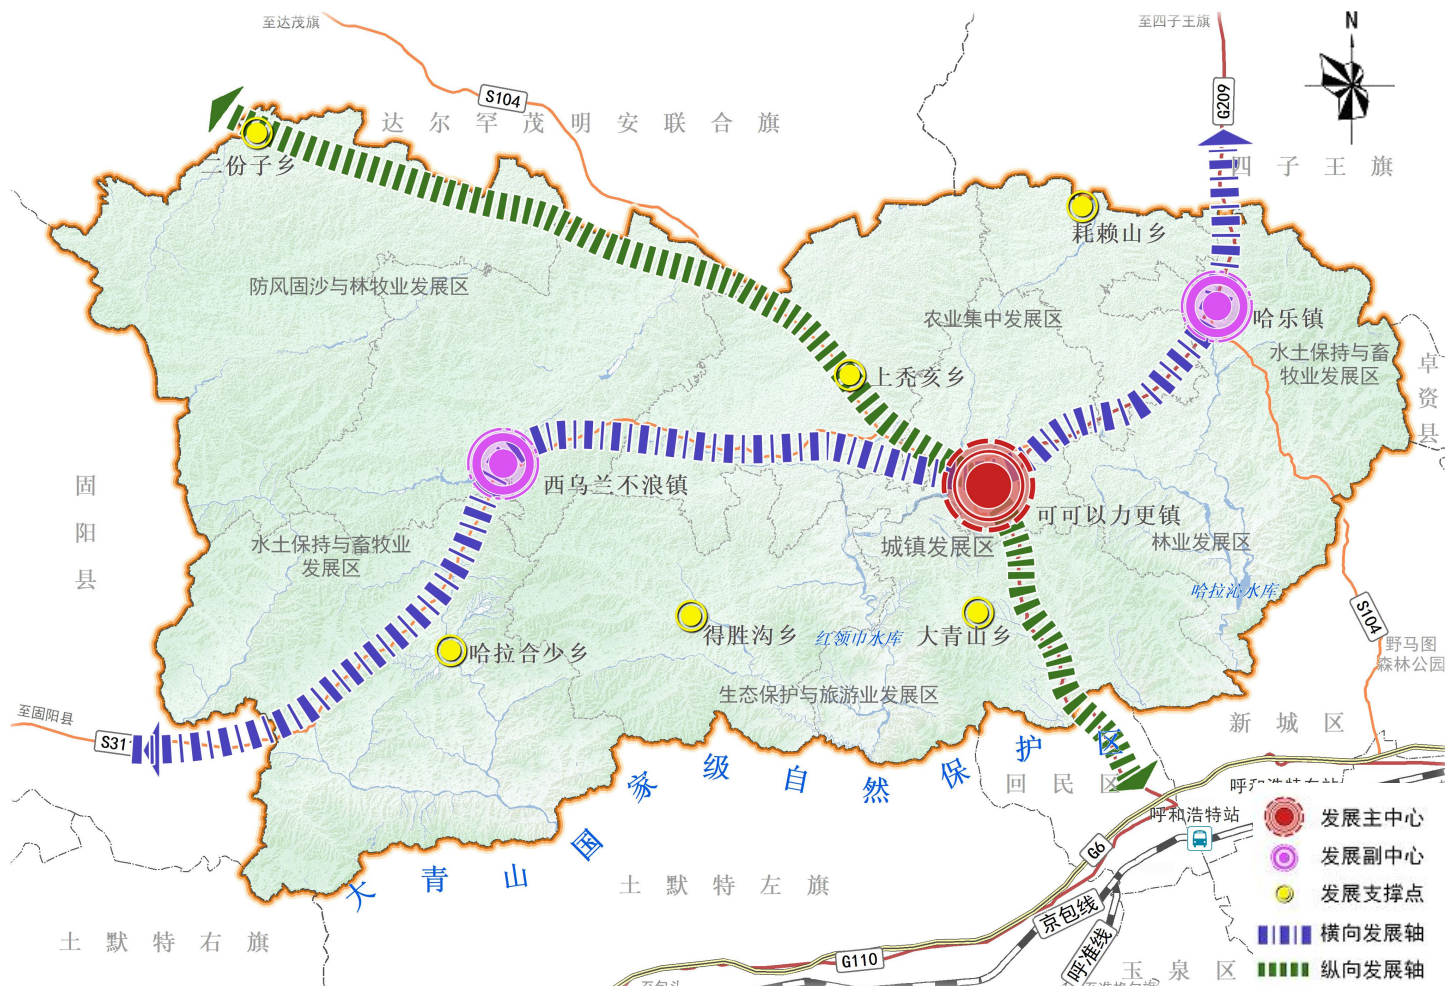 至达茂旗
至四子王旗
N
S104
G209
达尔罕茂明安联合旗
四子王旗
二份子乡
耗赖山乡
防风固沙与林牧业发展区
农业集中发展区
哈乐镇
水土保持与畜
牧业发展区
卓资县
上秃亥乡
固阳县
西乌兰不浪镇
可可以力更镇
水土保持与畜牧业
发展区
城镇发展区
林业发展区
哈拉沁水库
S104
得胜沟乡
红领巾水库
大青山乡
野马图
森林公园
哈拉合少乡
生态保护与旅游业发展区
至固阳县
S311
新城区
大青山国家级自然保护区
回民区
呼和浩特站
G6
土默特左旗
京包线
呼准线
土默特右旗
G110
玉泉区
发展主中心
发展副中心
发展支撑点
横向发展轴
纵向发展轴